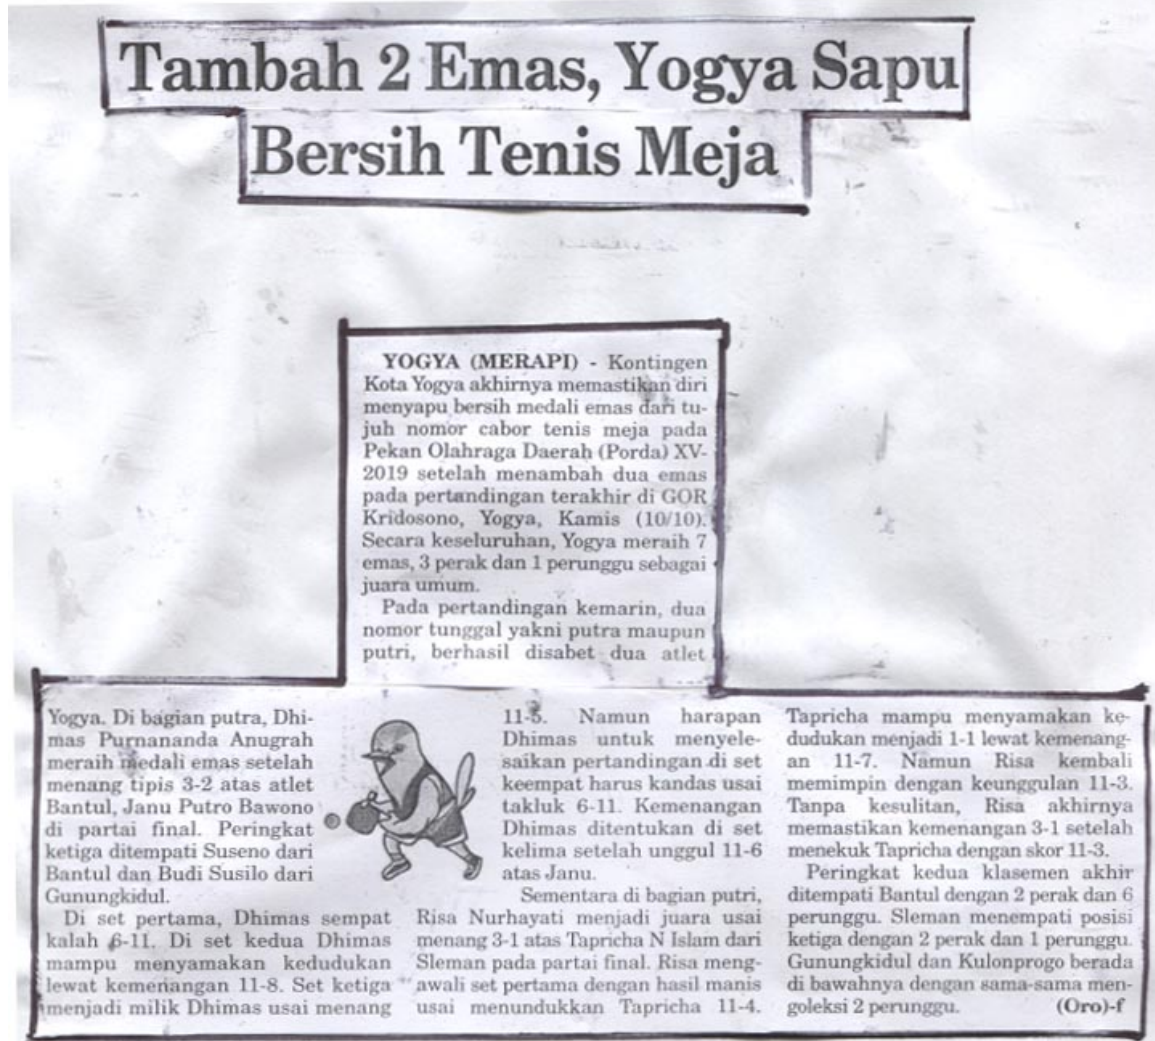 Tambah 2 Emas, Yogya Sapu
Bersih Tenis Meja
YOGYA (MERAPI) - Kontingen
Kota Yogya akhirnya memastikan diri
menyapu bersih medali emas dari tu-
juh nomor cabor tenis meja pada
Pekan Olahraga Daerah (Porda) XV-
2019 setelah menambah dua emas
pada pertandingan terakhir di GOR
Kridosono, Yogya, Kamis (10/10).
Secara keseluruhan, Yogya meraih 7
emas, 3 perak dan 1 perunggu sebagai
juara umum.
Pada pertandingan kemarin, dua
nomor tunggal yakni putra maupun
putri, berhasil disabet dua atlet
Yogya. Di bagian putra, Dhi-
mas Purnananda Anugrah
meraih medali emas setelah
menang tipis 3-2 atas atlet
Bantul, Janu Putro Bawono
di partai final. Peringkat
ketiga ditempati Suseno dari
Bantul dan Budi Susilo dari
Gunungkidul.
Di set pertama, Dhimas sempat
kalah 6-11. Di set kedua Dhimas
mampu menyamakan kedudukan
lewat kemenangan 11-8. Set ketiga
menjadi milik Dhimas usai menang
11-5. Namun harapan
Dhimas untuk menyele-
saikan pertandingan di set
keempat harus kandas usai
takluk 6-11. Kemenangan
Dhimas ditentukan di set
kelima setelah unggul 11-6
atas Janu.
Sementara di bagian putri,
Risa Nurhayati menjadi juara usai
menang 3-1 atas Tapricha N Islam dari
Sleman pada partai final. Risa meng-
awali set pertama dengan hasil manis
usai menundukkan Tapricha 11-4.
Tapricha mampu menyamakan ke-
dudukan menjadi 1-1 lewat kemenang-
an 11-7. Namun Risa kembali
memimpin dengan keunggulan 11-3.
Tanpa kesulitan, Risa akhirnya
memastikan kemenangan 3-1 setelah
menekuk Tapricha dengan skor 11-3.
Peringkat kedua klasemen akhir
ditempati Bantul dengan 2 perak dan 6
perunggu. Sleman menempati posisi
ketiga dengan 2 perak dan 1 perunggu.
Gunungkidul dan Kulonprogo berada
di bawahnya dengan sama-sama men-
goleksi 2 perunggu. (Oro)-f